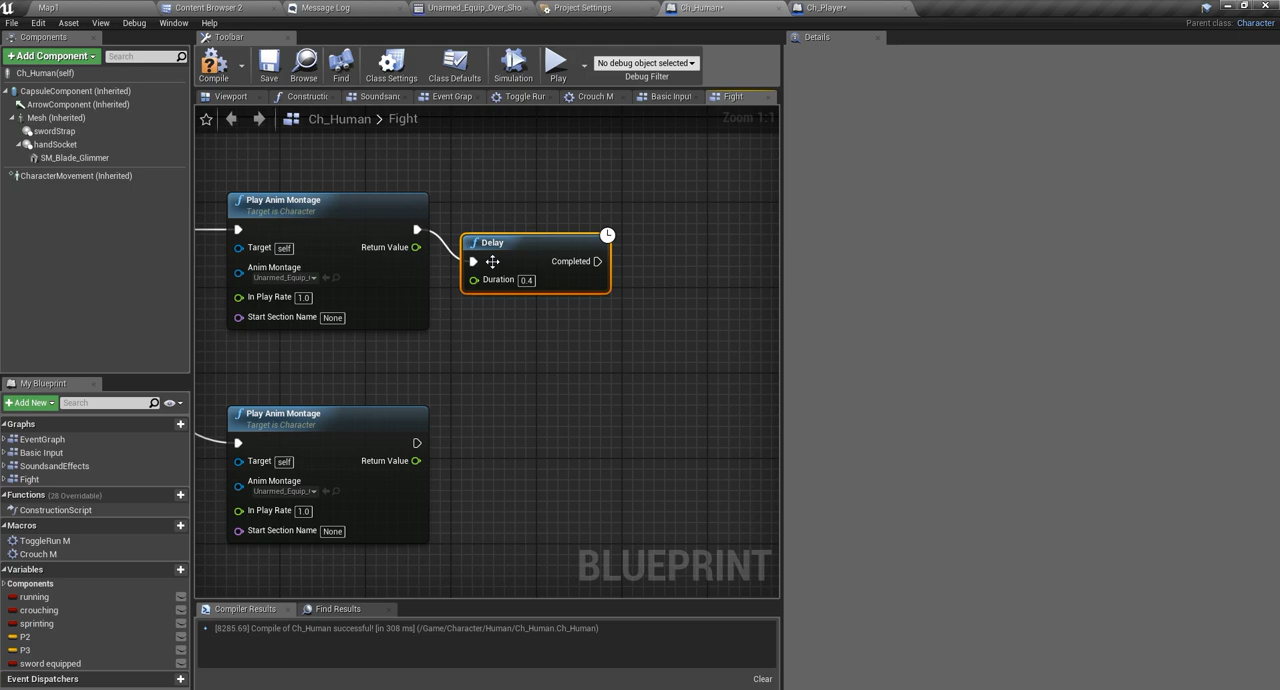 Map1
Content Browser 2
Message Log
Unarmed_Equip_Over_Sho
Project Settings
Ch_Human*
Ch_Player*
File Edit Asset View Debug Window Help
Parent class: Character
Components
Toolbar
Details
+ Add Component
Search
Compile
Save
Browse
Find
Class Settings
Class Defaults
Simulation
Play
No debug object selected
Debug Filter
Ch_Human(self)
CapsuleComponent (Inherited)
ArrowComponent (Inherited)
Mesh (Inherited)
swordStrap
handSocket
SM_Blade_Glimmer
CharacterMovement (Inherited)
Viewport
Constructic
Soundsan
Event Grap
Toggle Rur
Crouch M
Basic Input
Fight
Ch_Human > Fight
Zoom 1:1
Play Anim Montage
Target is Character
Target self
Return Value
Anim Montage
In Play Rate 1.0
Start Section Name None
Delay
Completed
Duration 0.4
Play Anim Montage
Target is Character
Target self
Return Value
Anim Montage
In Play Rate 1.0
Start Section Name None
BLUEPRINT
My Blueprint
+ Add New
Search
Graphs
EventGraph
Basic Input
SoundsandEffects
Fight
Functions (28 Overridable)
ConstructionScript
Macros
ToggleRun M
Crouch M
Variables
Components
running
crouching
sprinting
P2
P3
sword equipped
Event Dispatchers
Compiler Results
Find Results
[8285.69] Compile of Ch_Human successful! [in 308 ms] (/Game/Character/Human/Ch_Human.Ch_Human)
Clear